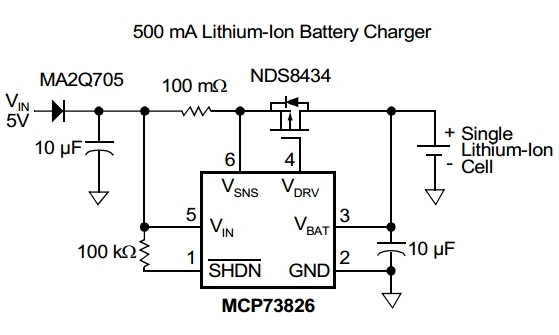 500 mA Lithium-Ion Battery Charger
MA2Q705
100 mΩ
NDS8434
VIN
5V
10 µF
+ Single
Lithium-Ion
- Cell
6
4
VSNS
VDRV
5
VIN
VBAT
3
100 kΩ
10 µF
1
SHDN
GND
2
MCP73826